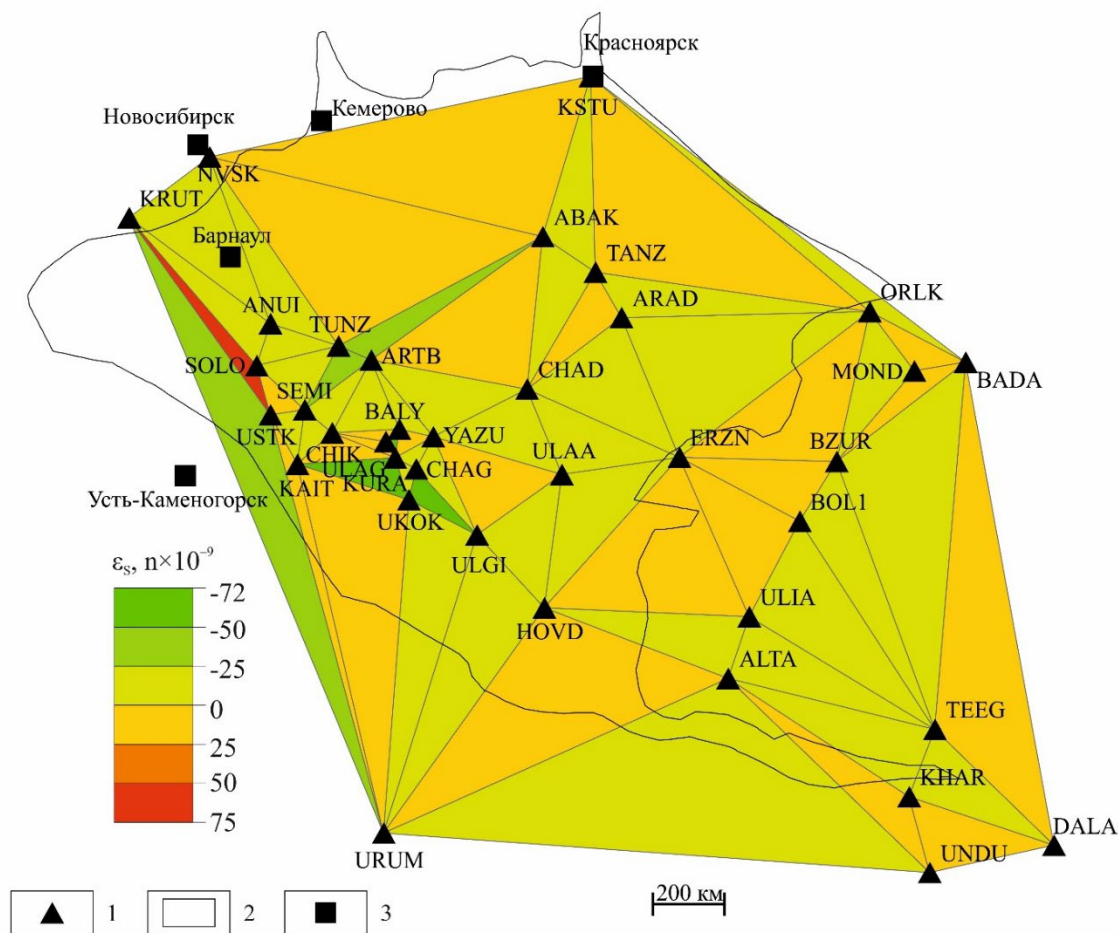 Красноярск
KSTU
Кемерово
Новосибирск
NVSK
KRUT
ABAK
Барнаул
TANZ
ARAD
ORLK
ANUI
TUNZ
SOLO
ARTB
MOND
BADA
CHAD
SEMI
USTK
BALY
YAZU
ERZN
BZUR
CHIK
ULAG
CHAG
ULAA
KAIT
KURA
Усть-Каменогорск
UKOK
BOL1
ULGI
εs, n×10⁻⁹
-72
-50
-25
0
25
50
75
HOVD
ULIA
ALTA
TEEG
KHAR
DALA
URUM
UNDU
200 км
1
2
3